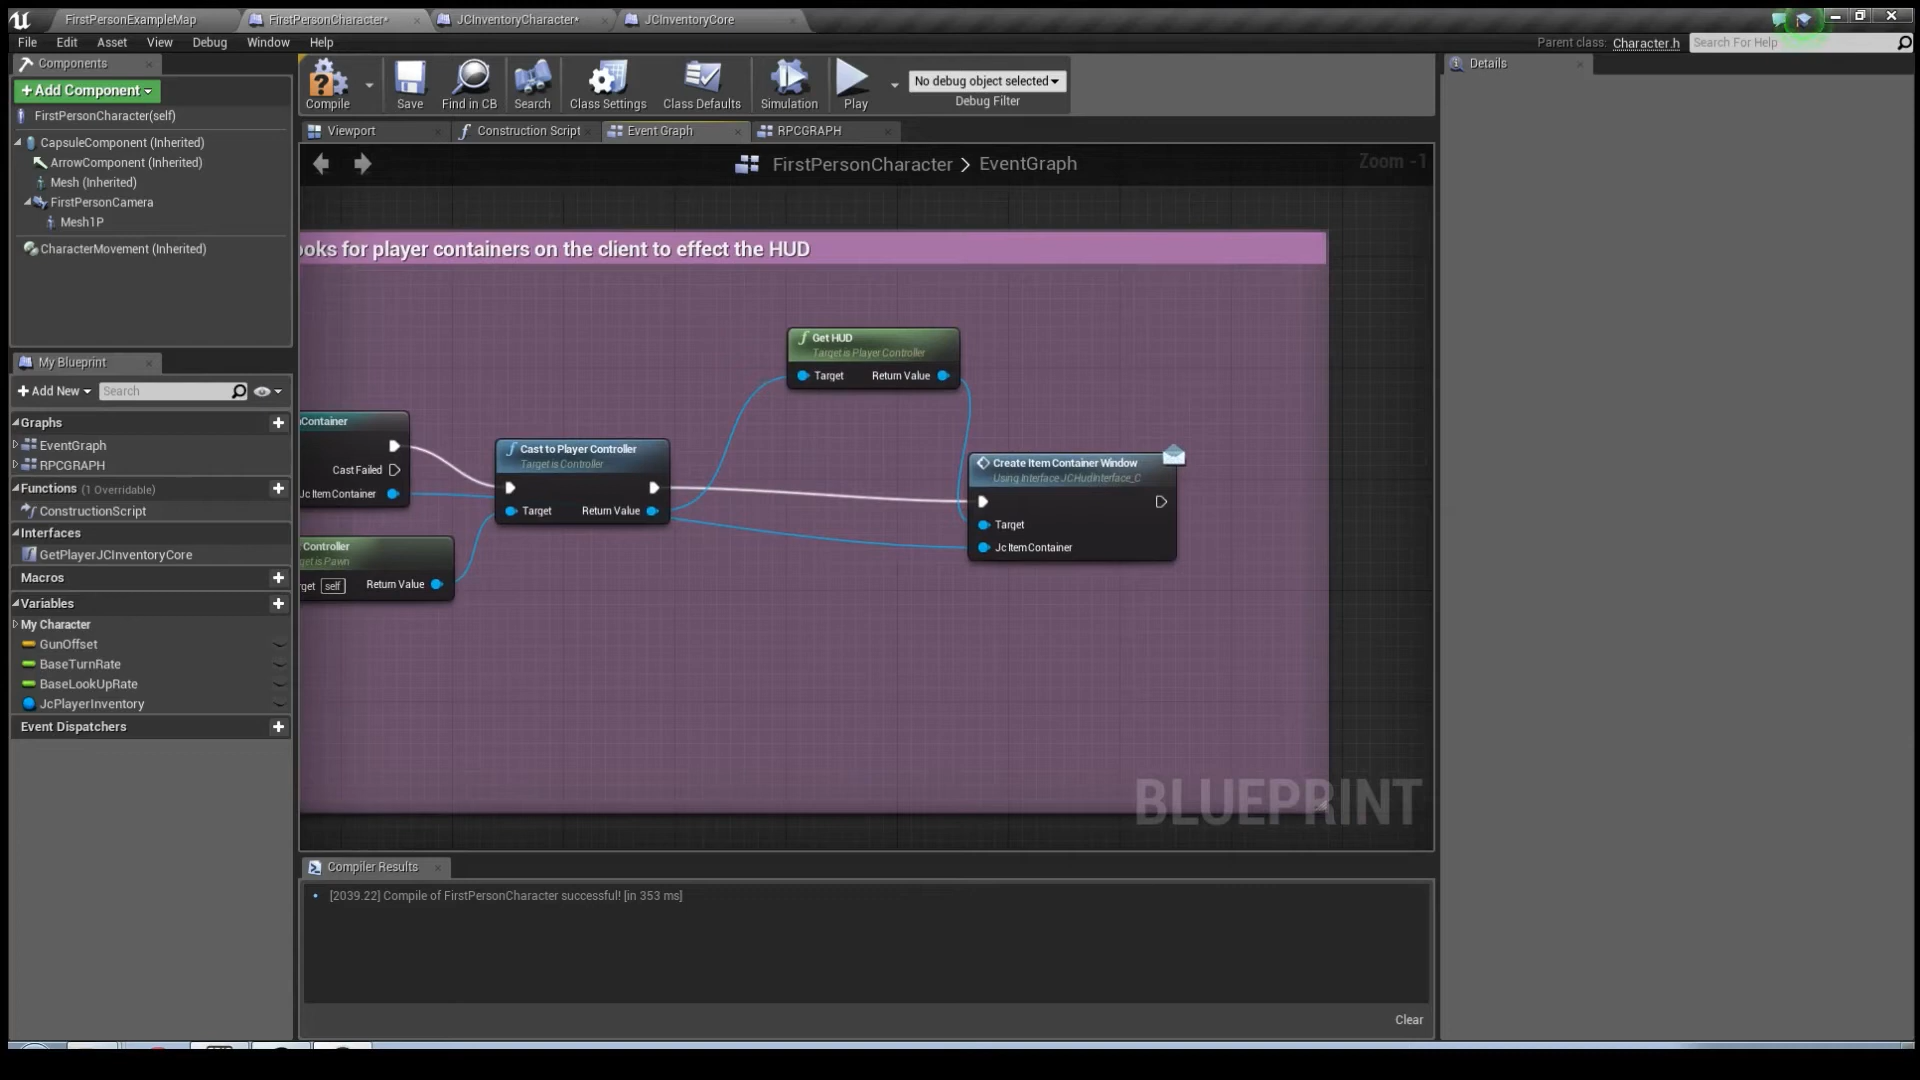 FirstPersonExampleMap
FirstPersonCharacter*
JCInventoryCharacter*
JCInventoryCore
File Edit Asset View Debug Window Help
Parent class: Character.h
Search For Help
Components
+Add Component
FirstPersonCharacter(self)
CapsuleComponent (Inherited)
ArrowComponent (Inherited)
Mesh (Inherited)
FirstPersonCamera
Mesh1P
CharacterMovement (Inherited)
My Blueprint
+Add New
Search
Graphs
EventGraph
RPCGRAPH
Functions (1 Overridable)
ConstructionScript
Interfaces
GetPlayerJCInventoryCore
Macros
Variables
My Character
GunOffset
BaseTurnRate
BaseLookUpRate
JcPlayerInventory
Event Dispatchers
Compile
Save
Find in CB
Search
Class Settings
Class Defaults
Simulation
Play
No debug object selected
Debug Filter
Viewport
Construction Script
Event Graph
RPCGRAPH
FirstPersonCharacter > EventGraph
Zoom -1
ooks for player containers on the client to effect the HUD
Get HUD
Target is Player Controller
Target Return Value
Container
Cast Failed
Jc ItemContainer
Cast to Player Controller
Target is Controller
Target Return Value
Controller
get is Pawn
rget self Return Value
Create Item Container Window
Using Interface JCHudInterface_C
Target
Jc ItemContainer
BLUEPRINT
Compiler Results
[2039.22] Compile of FirstPersonCharacter successful! [in 353 ms]
Clear
Details